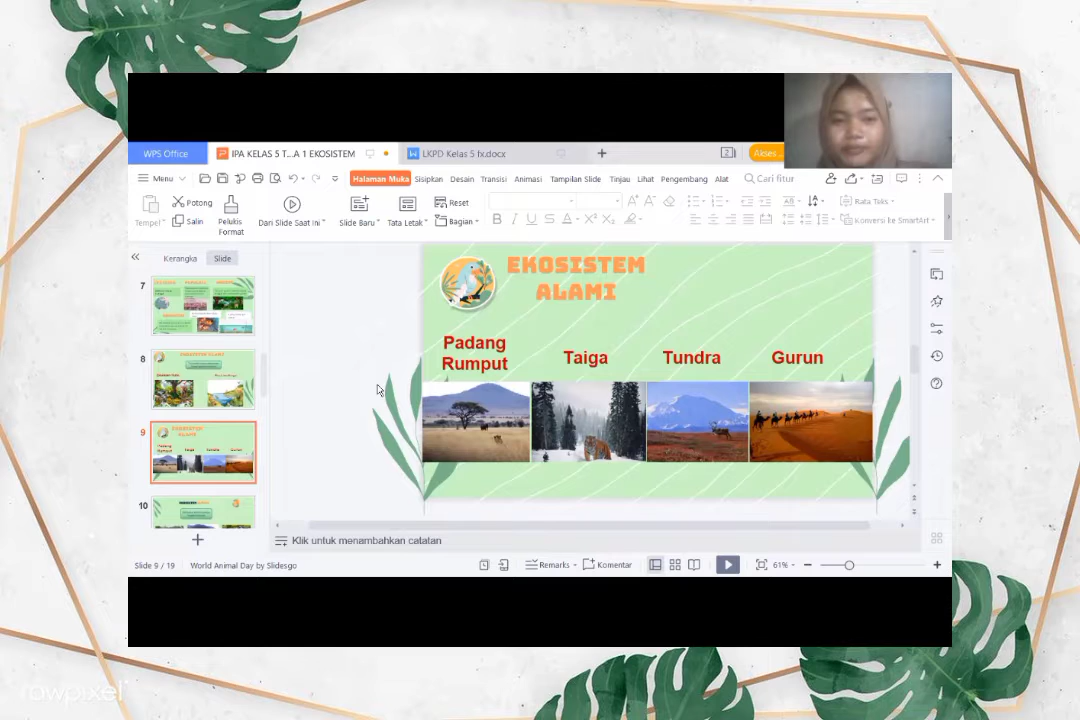 WPS Office
IPA KELAS 5 T...A 1 EKOSISTEM
LKPD Kelas 5 fx.docx
Akses ...
Menu
Halaman Muka Sisipkan Desain Transisi Animasi Tampilan Slide Tinjau Lihat Pengembang Alat
Cari fitur
Tempel
Potong
Salin
Pelukis
Format
Dari Slide Saat Ini
Slide Baru
Tata Letak
Reset
Bagian
Rata Teks
Konversi ke SmartArt
Kerangka
Slide
7
8
9
10
EKOSISTEM
ALAMI
Padang
Rumput
Taiga
Tundra
Gurun
Klik untuk menambahkan catatan
Slide 9 / 19
World Animal Day by Slidesgo
Remarks
Komentar
61%
rawpixel